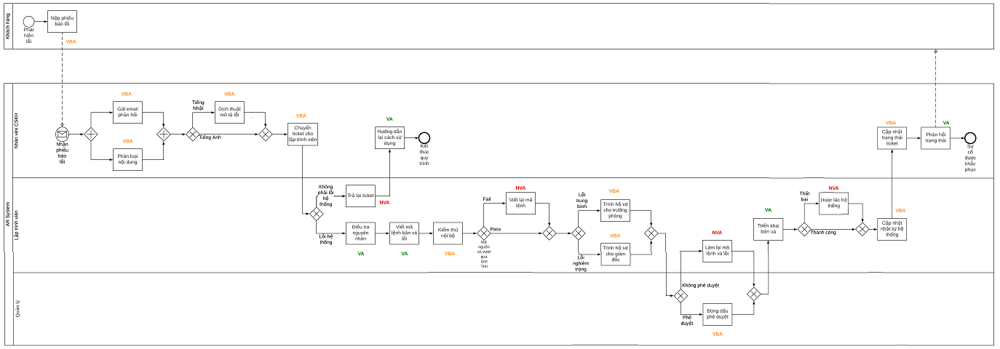 Khách hàng
Phát
hiện
lỗi
Nộp phiếu
báo lỗi
VBA
AR System
Nhân vên CSKH
Nhận
phiếu
báo
lỗi
VBA
Gửi email
phản hồi
VBA
Phân loại
nội dung
Tiếng
Nhật
Tiếng Anh
VBA
Dịch thuật
mô tả lỗi
VBA
Chuyển
ticket cho
lập trình viên
VA
Hướng dẫn
lại cách sử
dụng
Kết
thúc
quy
trình
VBA
Cập nhật
trạng thái
ticket
VA
Phản hồi
trạng thái
Sự
cố
được
khắc
phục
Lập trình viên
Không
phải lỗi
hệ
thống
Lỗi hệ
thống
Trả lại ticket
NVA
Điều tra
nguyên
nhân
VA
Viết mã
lệnh bản vá
lỗi
VA
Kiểm thử
nội bộ
VBA
Fail
Pass
Mã
nguồn
có vượt
qua
Unit
Test
NVA
Viết lại mã
lệnh
Lỗi
trung
bình
Lỗi
nghiêm
trọng
VBA
Trình hồ sơ
cho trưởng
phòng
VBA
Trình hồ sơ
cho giám
đốc
NVA
Làm lại mã
lệnh vá lỗi
VA
Triển khai
bản vá
Thất
bại
Thành công
NVA
Hoàn tác hệ
thống
VBA
Cập nhật
nhật ký hệ
thống
Quản lý
Không phê duyệt
Phê
duyệt
Đóng dấu
phê duyệt
VBA